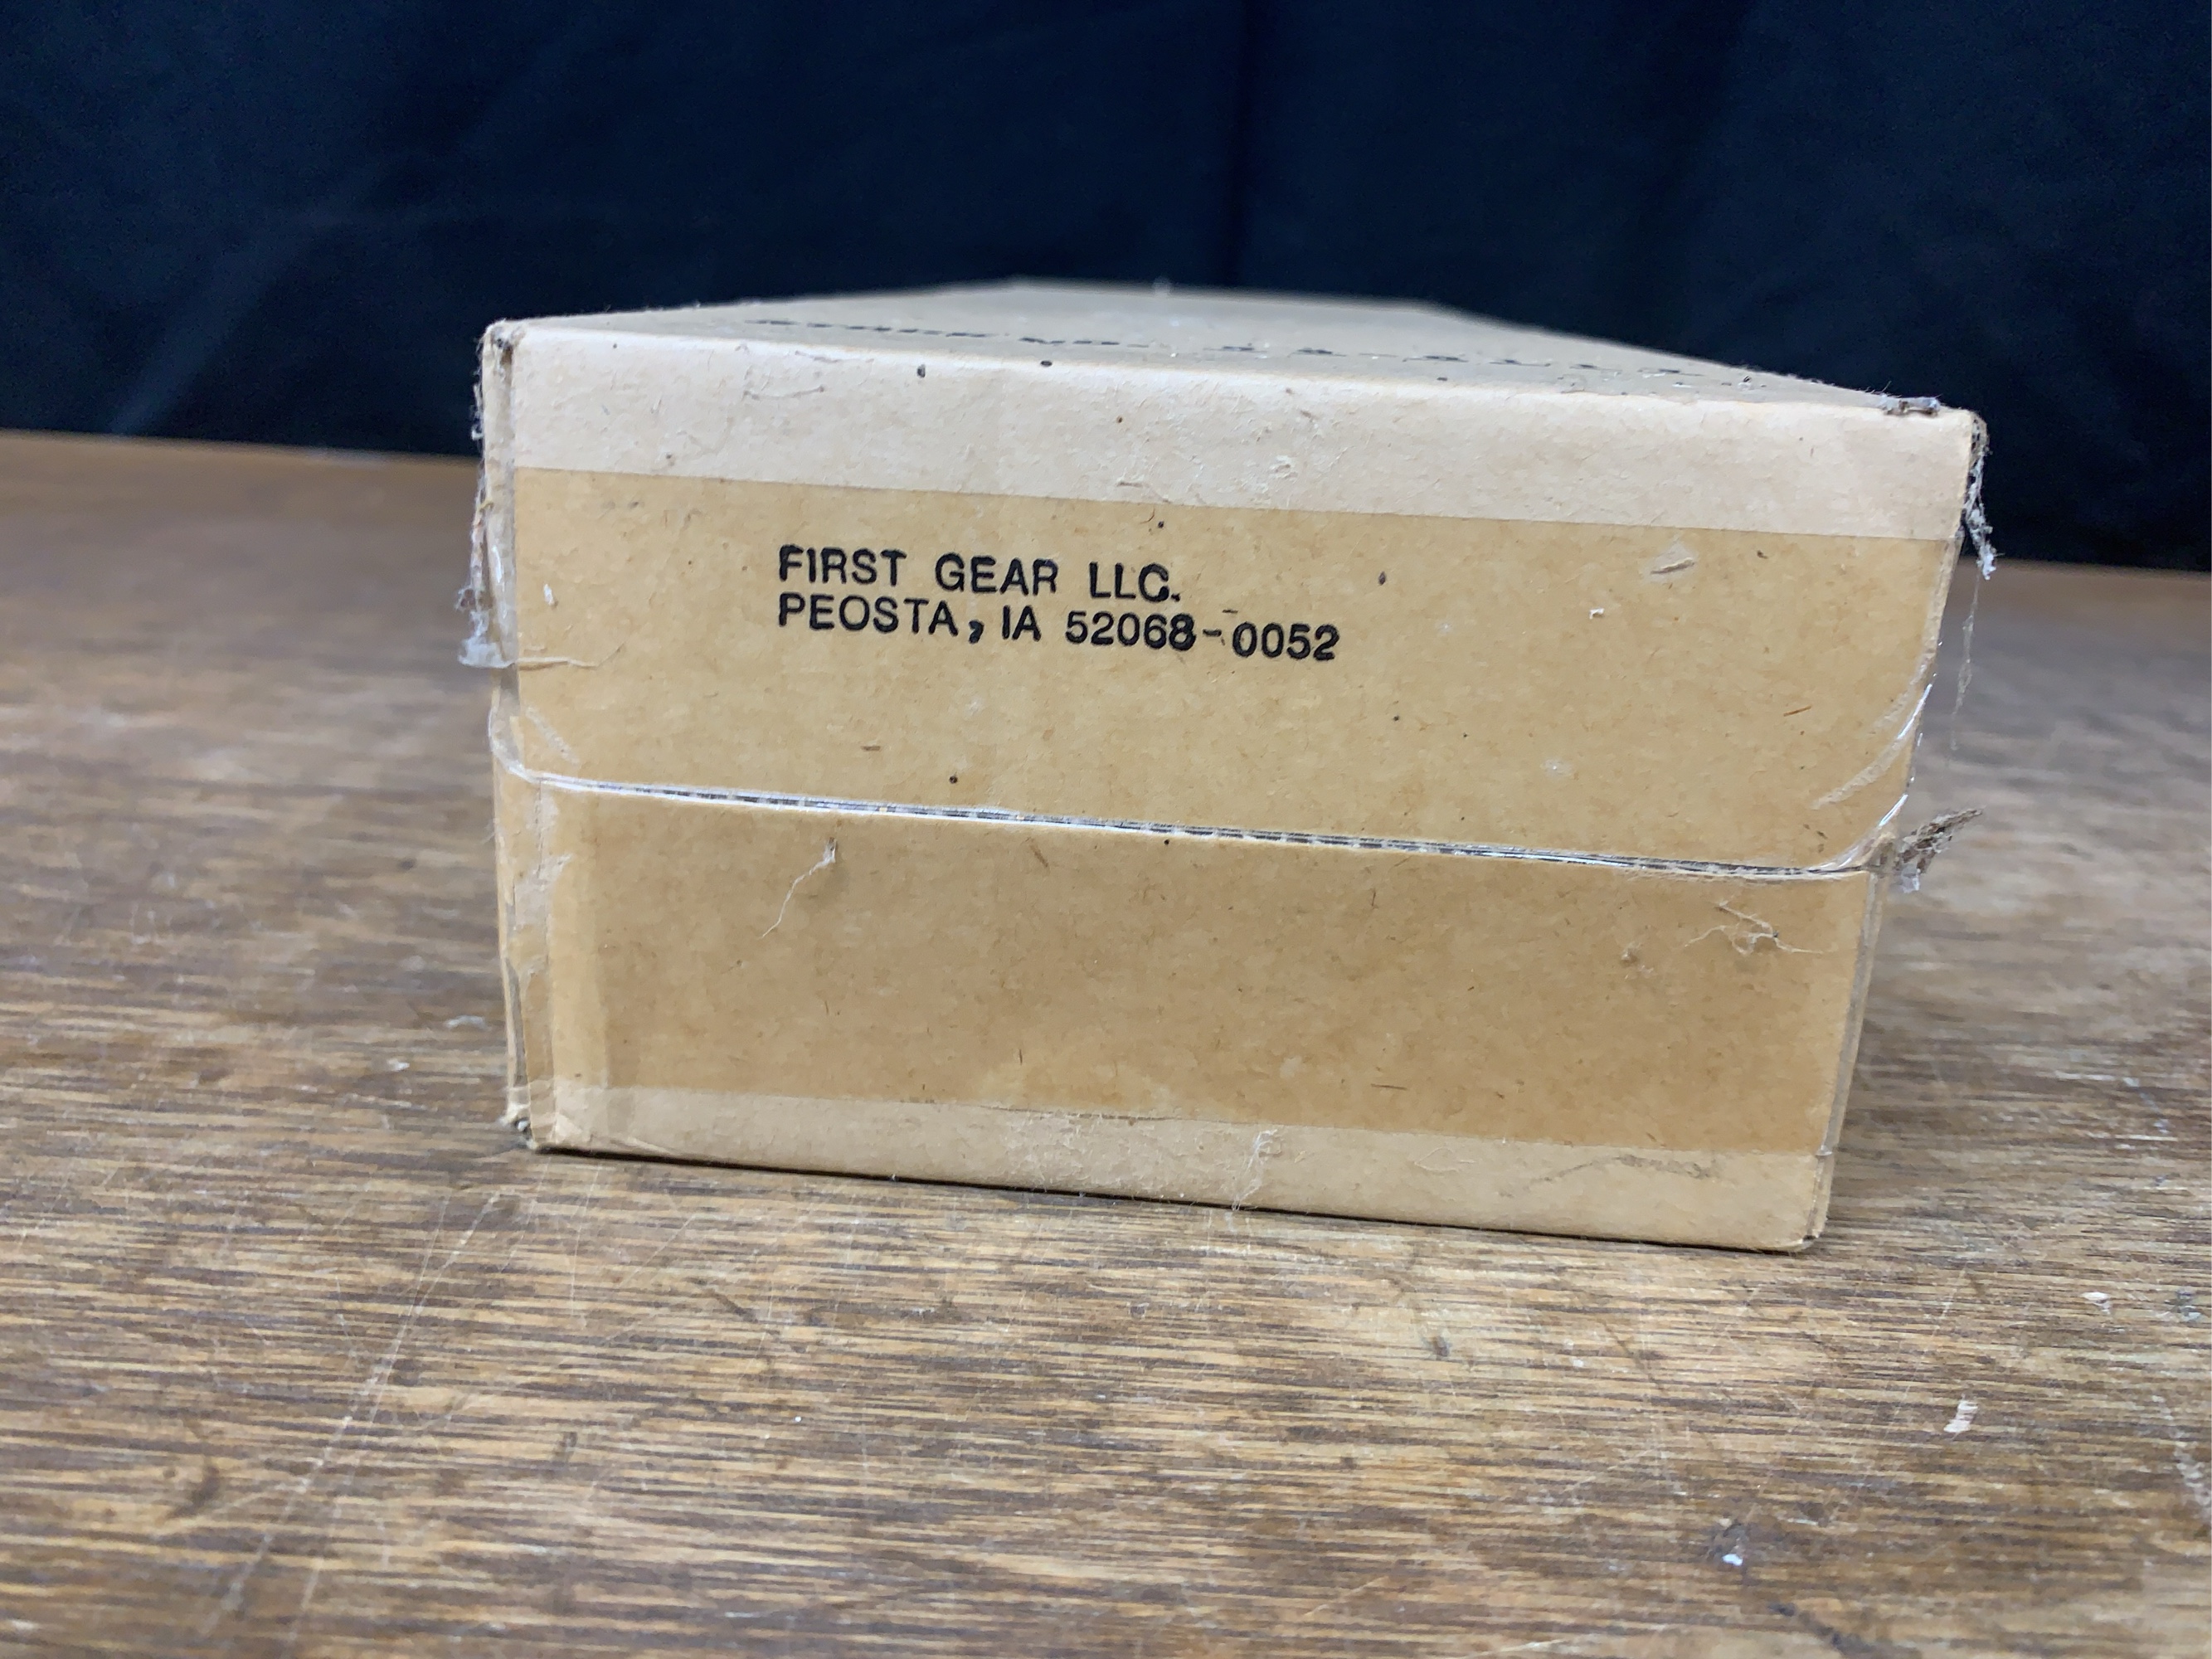 FIRST GEAR LLC.
PEOSTA, IA 52068-0052